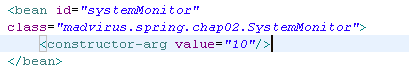 <bean id="systemMonitor"
class="madvirus.spring.chap02.SystemMonitor">
<constructor-arg value="10"/>
</bean>